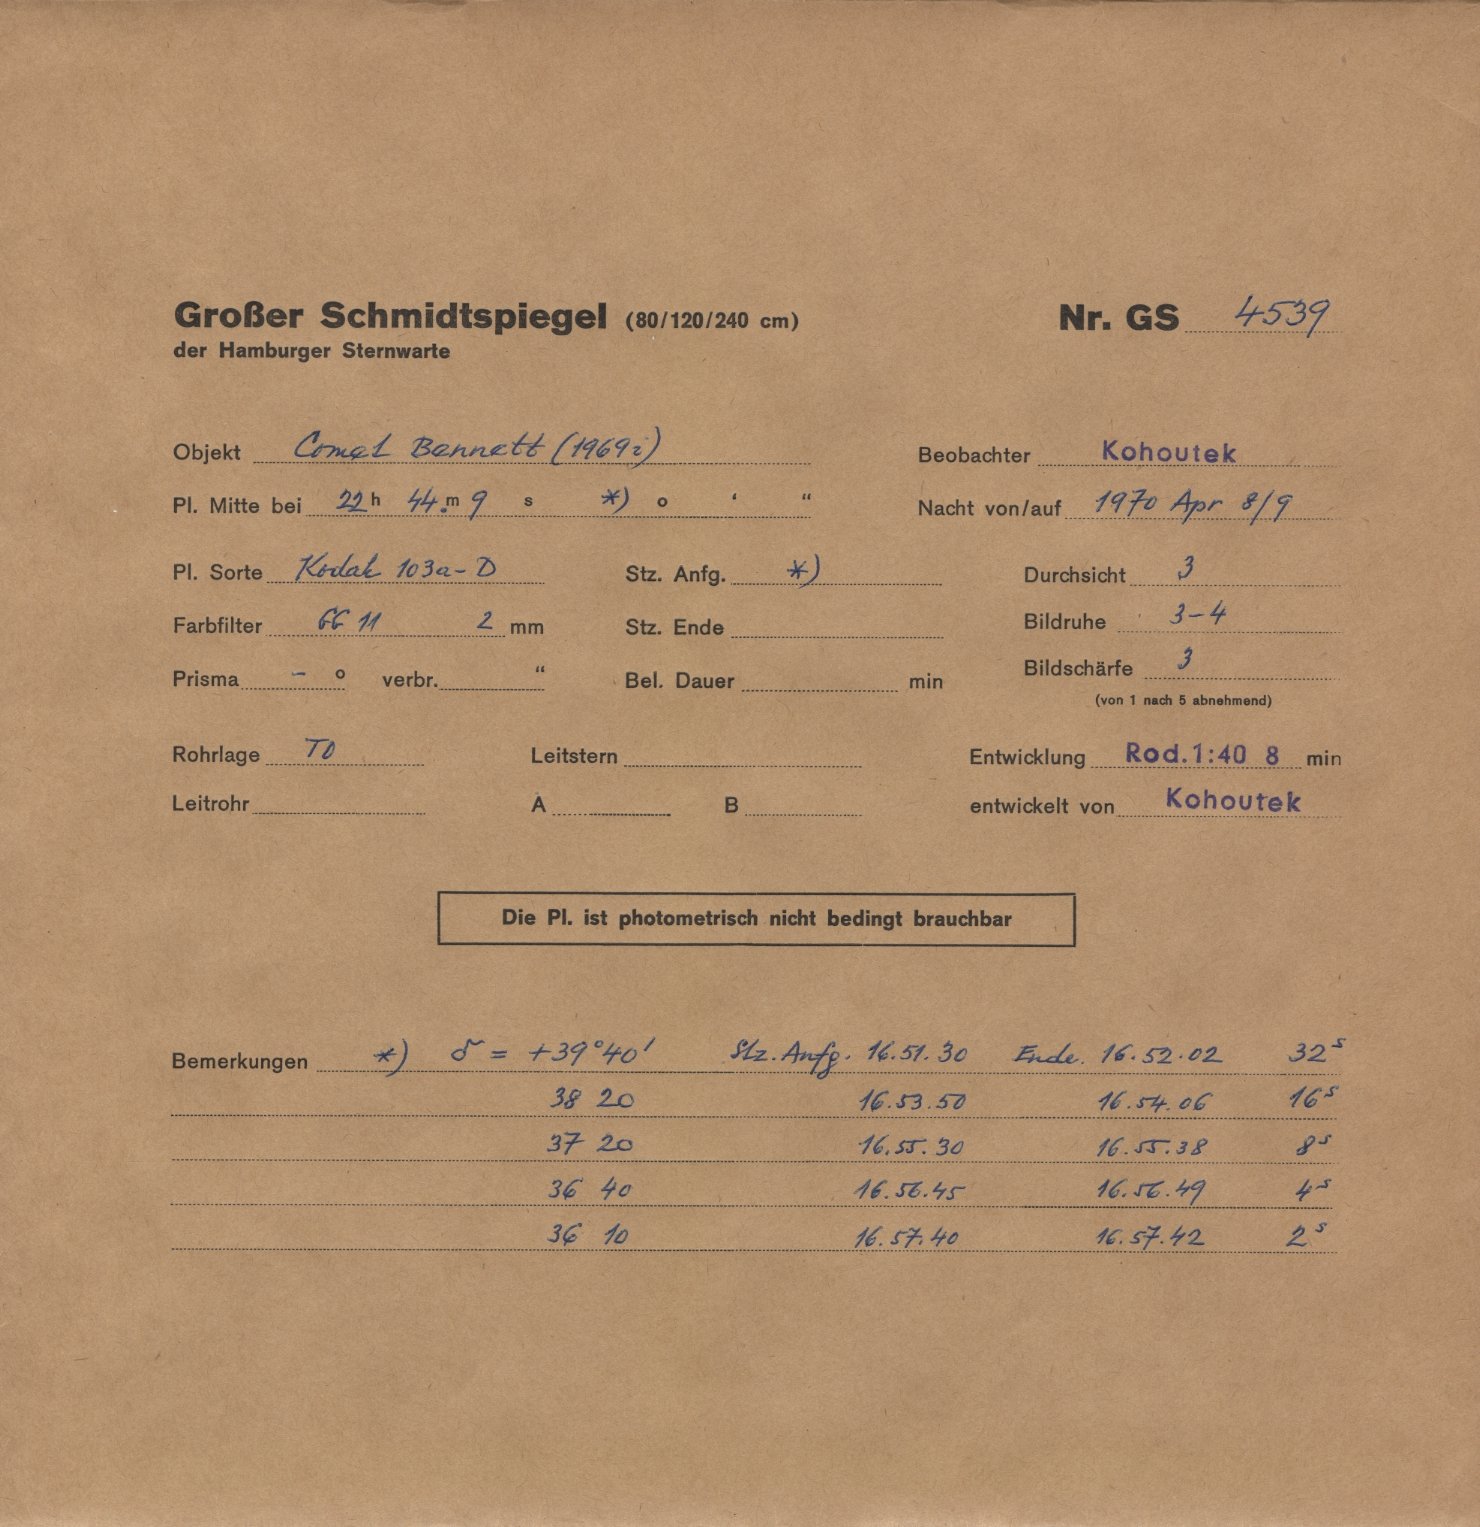 Großer Schmidtspiegel (80/120/240 cm) Nr. GS 4539
der Hamburger Sternwarte
Objekt Comet Bennett (1969i) Beobachter Kohoutek
Pl. Mitte bei 22h 44.m 9 s *) o ‘ “ Nacht von/auf 1970 Apr 8/9
Pl. Sorte Kodak 103a-D Stz. Anfg. *) Durchsicht 3
Farbfilter GG 11 2 mm Stz. Ende Bildruhe 3-4
Prisma - o verbr. “ Bel. Dauer min Bildschärfe 3
(von 1 nach 5 abnehmend)
Rohrlage TO Leitstern Entwicklung Rod.1:40 8 min
Leitrohr A B entwickelt von Kohoutek
Die Pl. ist photometrisch nicht bedingt brauchbar
Bemerkungen *) δ = +39°40' Stz. Anfg. 16.51.30 Ende. 16.52.02 32s
38 20 16.53.50 16.54.06 16s
37 20 16.55.30 16.55.38 8s
36 40 16.56.45 16.56.49 4s
36 10 16.57.40 16.57.42 2s